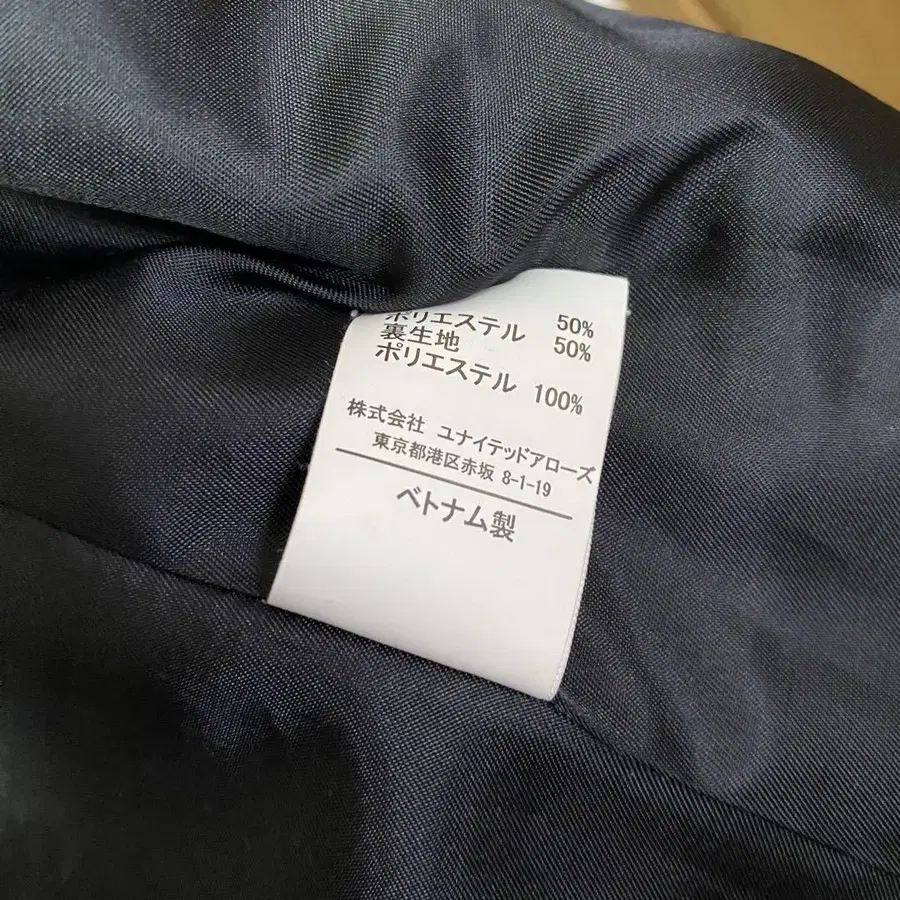 50%
ポリエステル 50%
裏生地
ポリエステル 100%
株式会社 ユナイテッドアローズ
東京都港区赤坂 8-1-19
ベトナム製